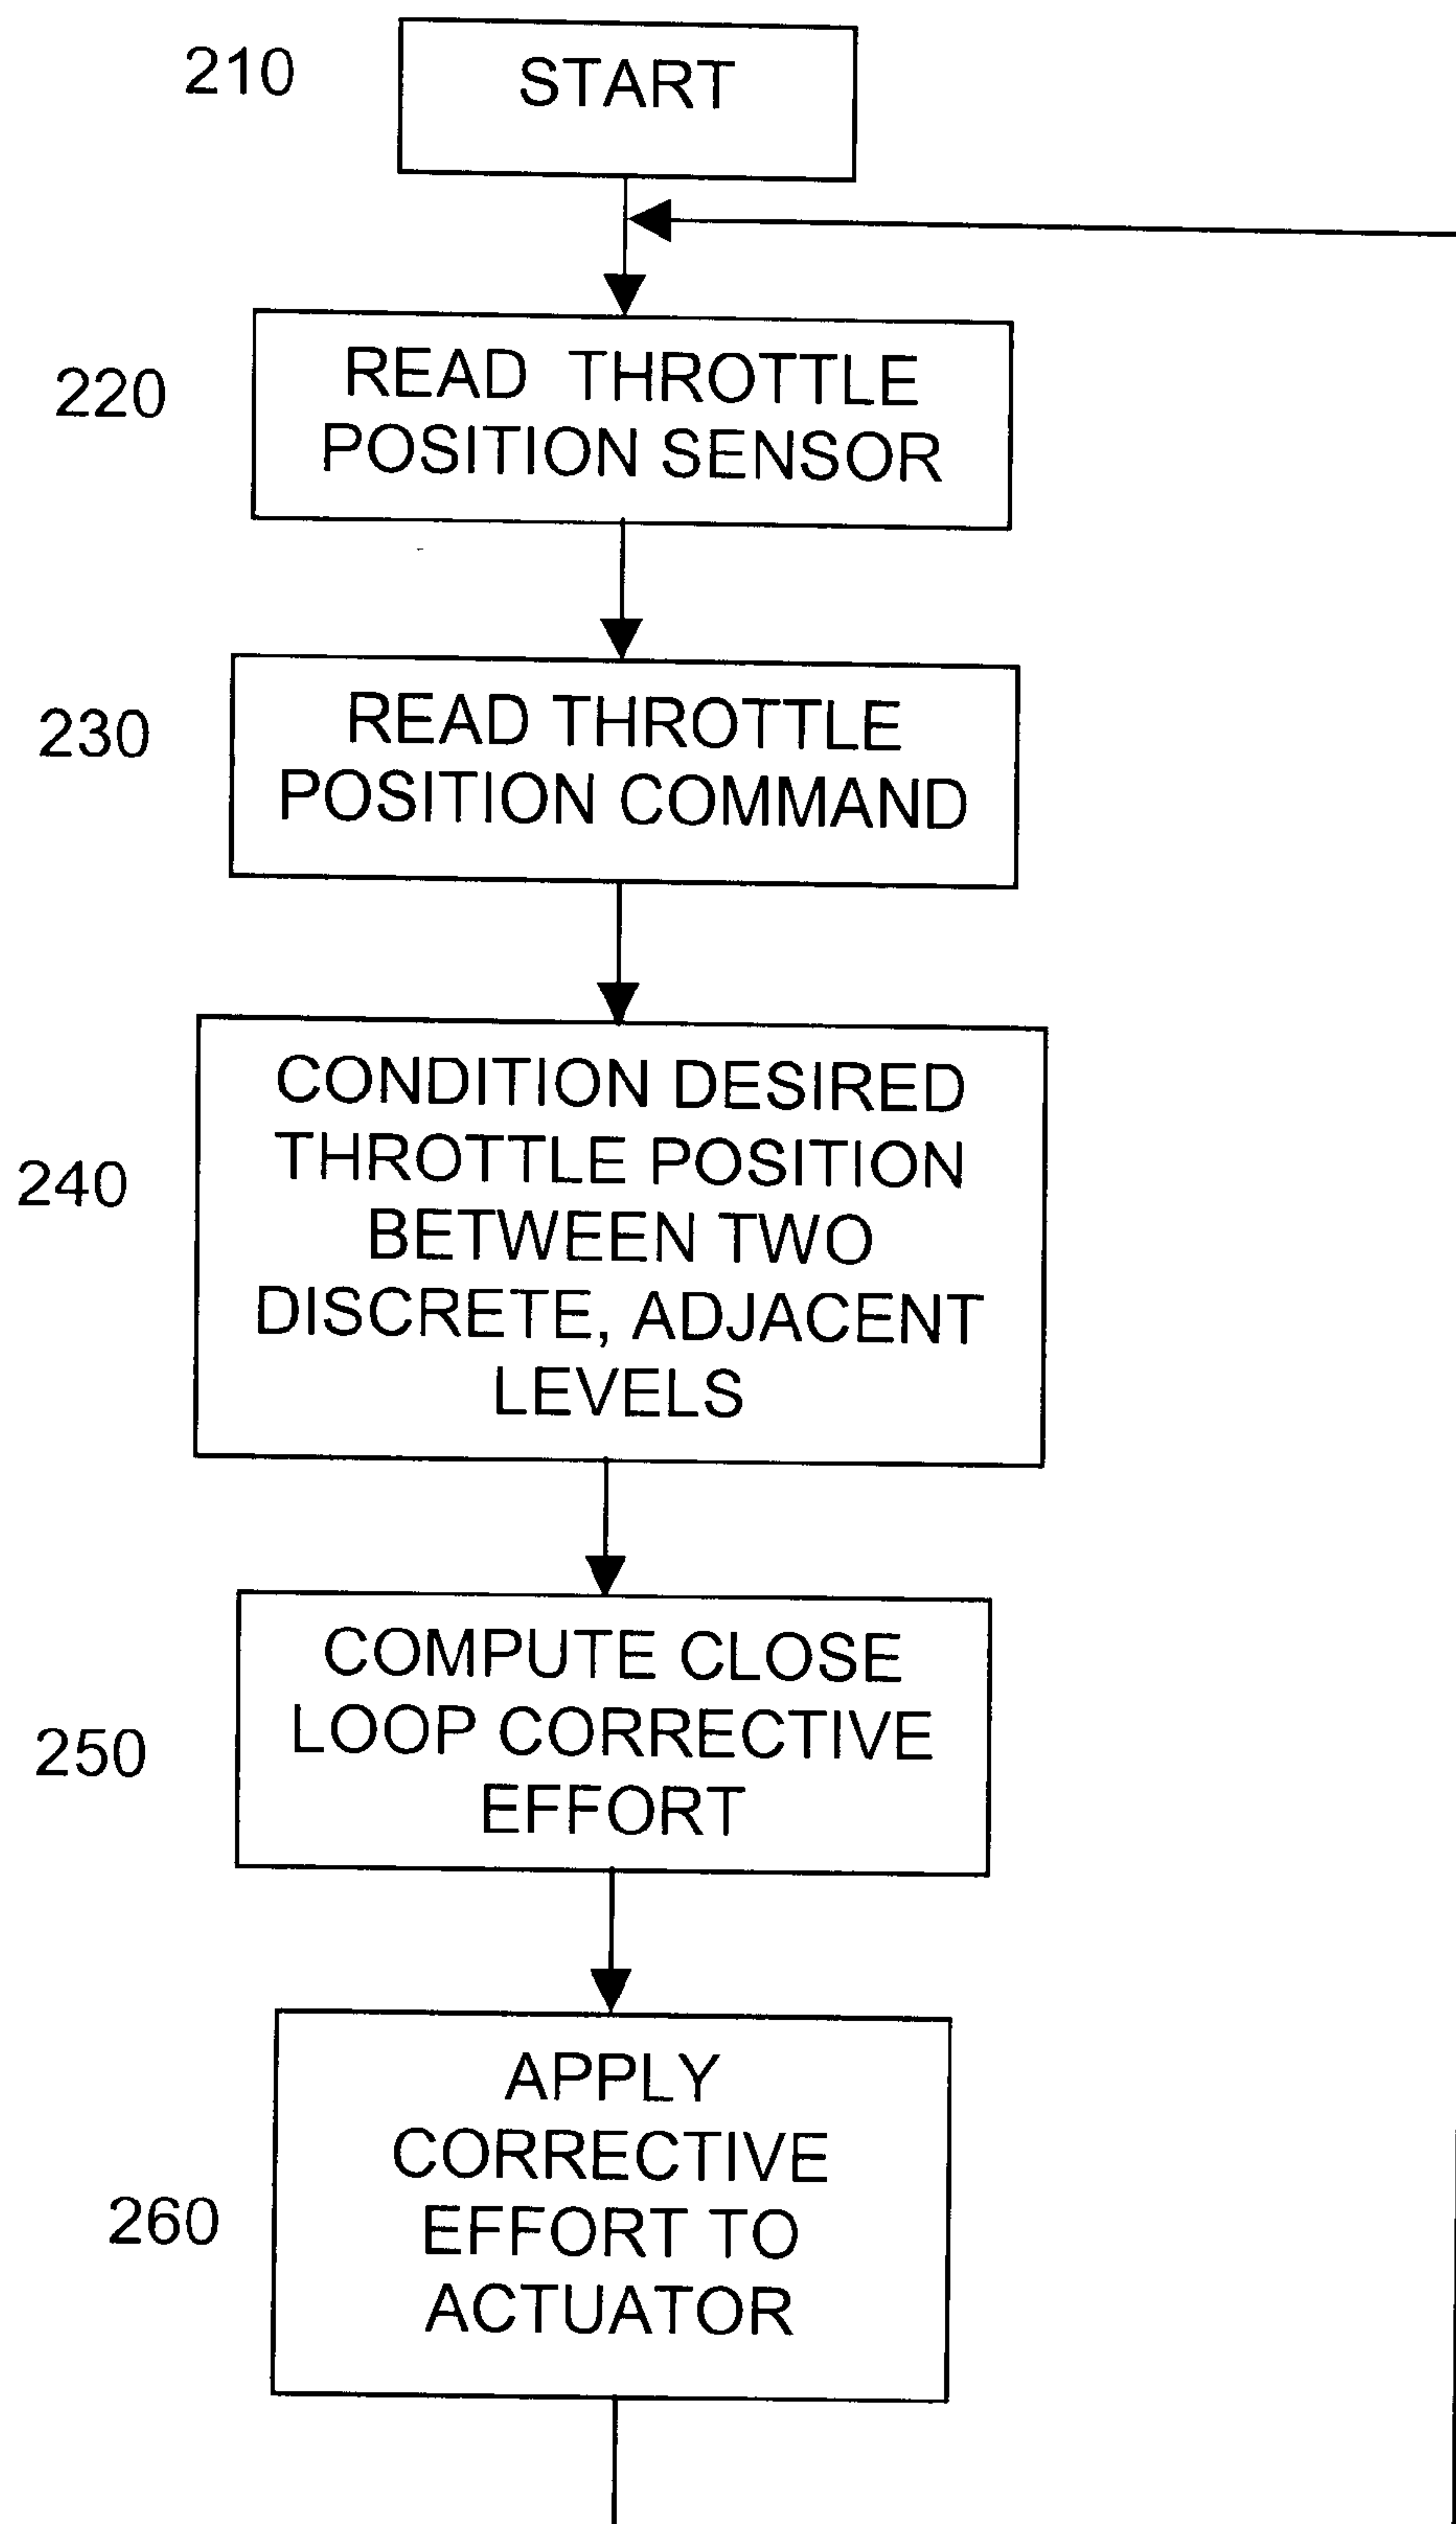 210
START
220
READ THROTTLE
POSITION SENSOR
230
READ THROTTLE
POSITION COMMAND
240
CONDITION DESIRED
THROTTLE POSITION
BETWEEN TWO
DISCRETE, ADJACENT
LEVELS
250
COMPUTE CLOSE
LOOP CORRECTIVE
EFFORT
260
APPLY
CORRECTIVE
EFFORT TO
ACTUATOR